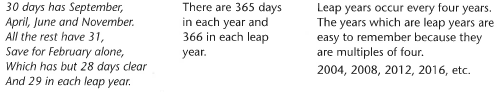 30 days has September,
April, June and November.
All the rest have 31,
Save for February alone,
Which has but 28 days clear
And 29 in each leap year.
There are 365 days
in each year and
366 in each leap
year.
Leap years occur every four years.
The years which are leap years are
easy to remember because they
are multiples of four.
2004, 2008, 2012, 2016, etc.